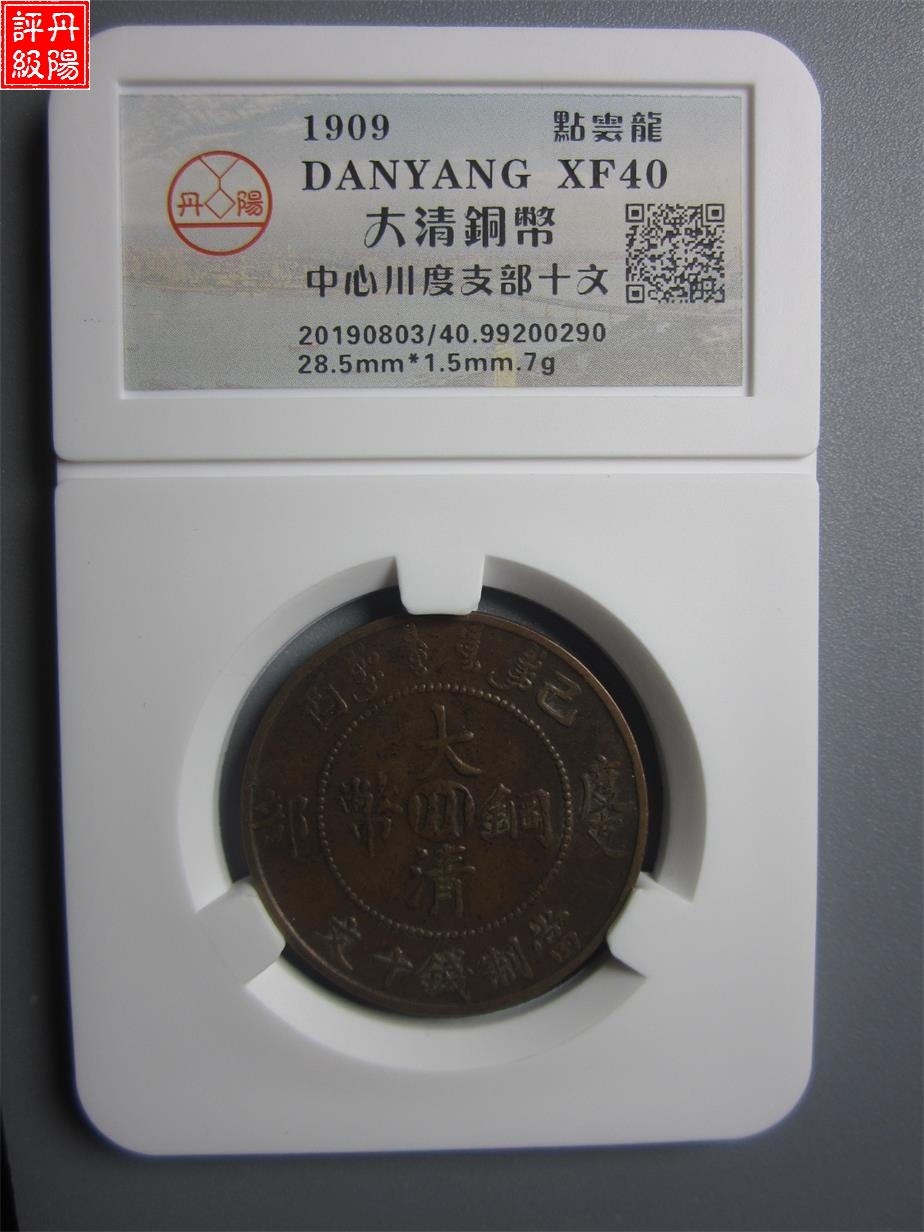 丹陽
評級
1909 點雲龍
DANYANG XF40
丹陽
大清銅幣
中心川度支部十文
20190803/40.99200290
28.5mm*1.5mm.7g
己酉
度
部
大清
銅幣
川
當制錢十文